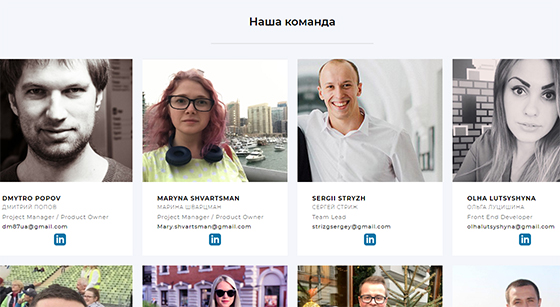 Наша команда
DMYTRO POPOV
ДМИТРИЙ ПОПОВ
Project Manager / Product Owner
dm87ua@gmail.com
in
MARYNA SHVARTSMAN
МАРИНА ШВАРЦМАН
Project Manager / Product Owner
Mary.shvartsman@gmail.com
in
SERGII STRYZH
СЕРГЕЙ СТРИЖ
Team Lead
strizgsergey@gmail.com
in
OLHA LUTSYSHYNA
ОЛЬГА ЛУЦИШИНА
Front End Developer
olhalutsyshyna@gmail.com
in